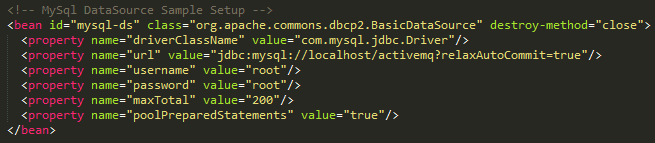 <!-- MySql DataSource Sample Setup -->
<bean id="mysql-ds" class="org.apache.commons.dbcp2.BasicDataSource" destroy-method="close">
<property name="driverClassName" value="com.mysql.jdbc.Driver"/>
<property name="url" value="jdbc:mysql://localhost/activemq?relaxAutoCommit=true"/>
<property name="username" value="root"/>
<property name="password" value="root"/>
<property name="maxTotal" value="200"/>
<property name="poolPreparedStatements" value="true"/>
</bean>